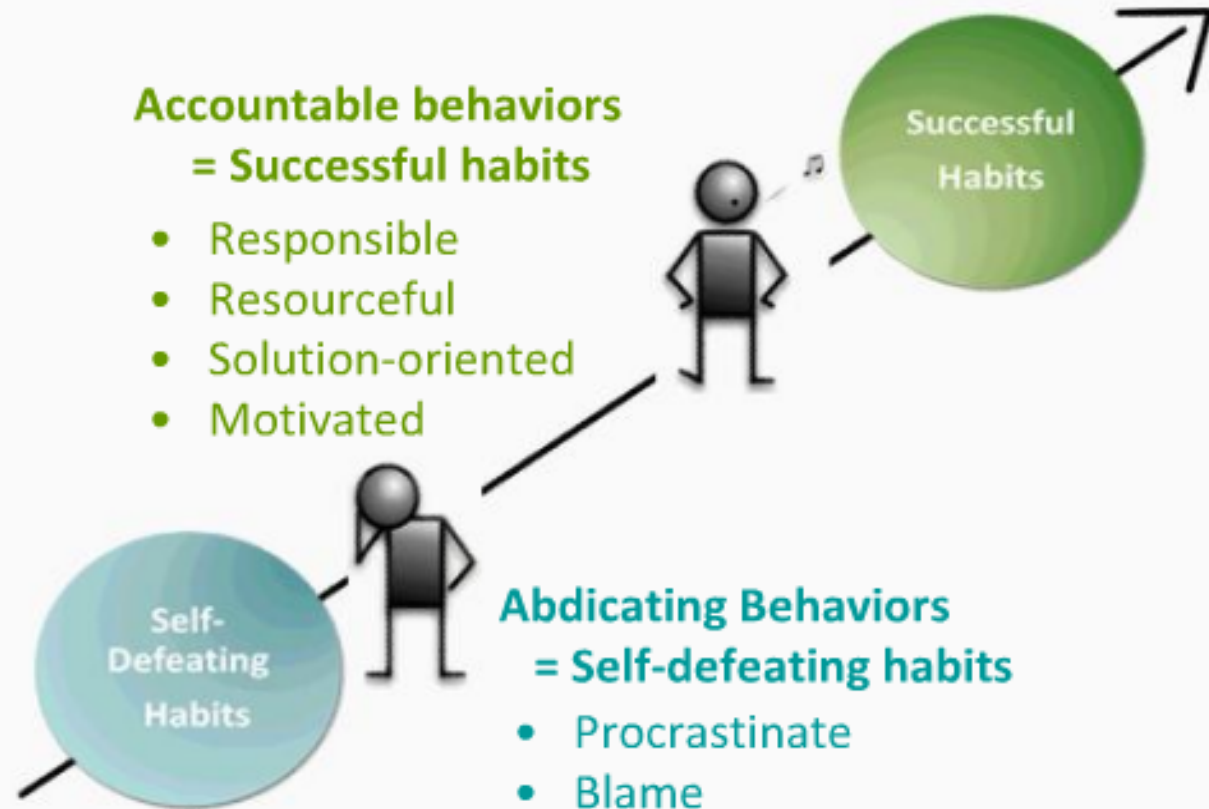 Accountable behaviors
= Successful habits
• Responsible
• Resourceful
• Solution-oriented
• Motivated
Successful
Habits
Self-
Defeating
Habits
Abdicating Behaviors
= Self-defeating habits
• Procrastinate
• Blame